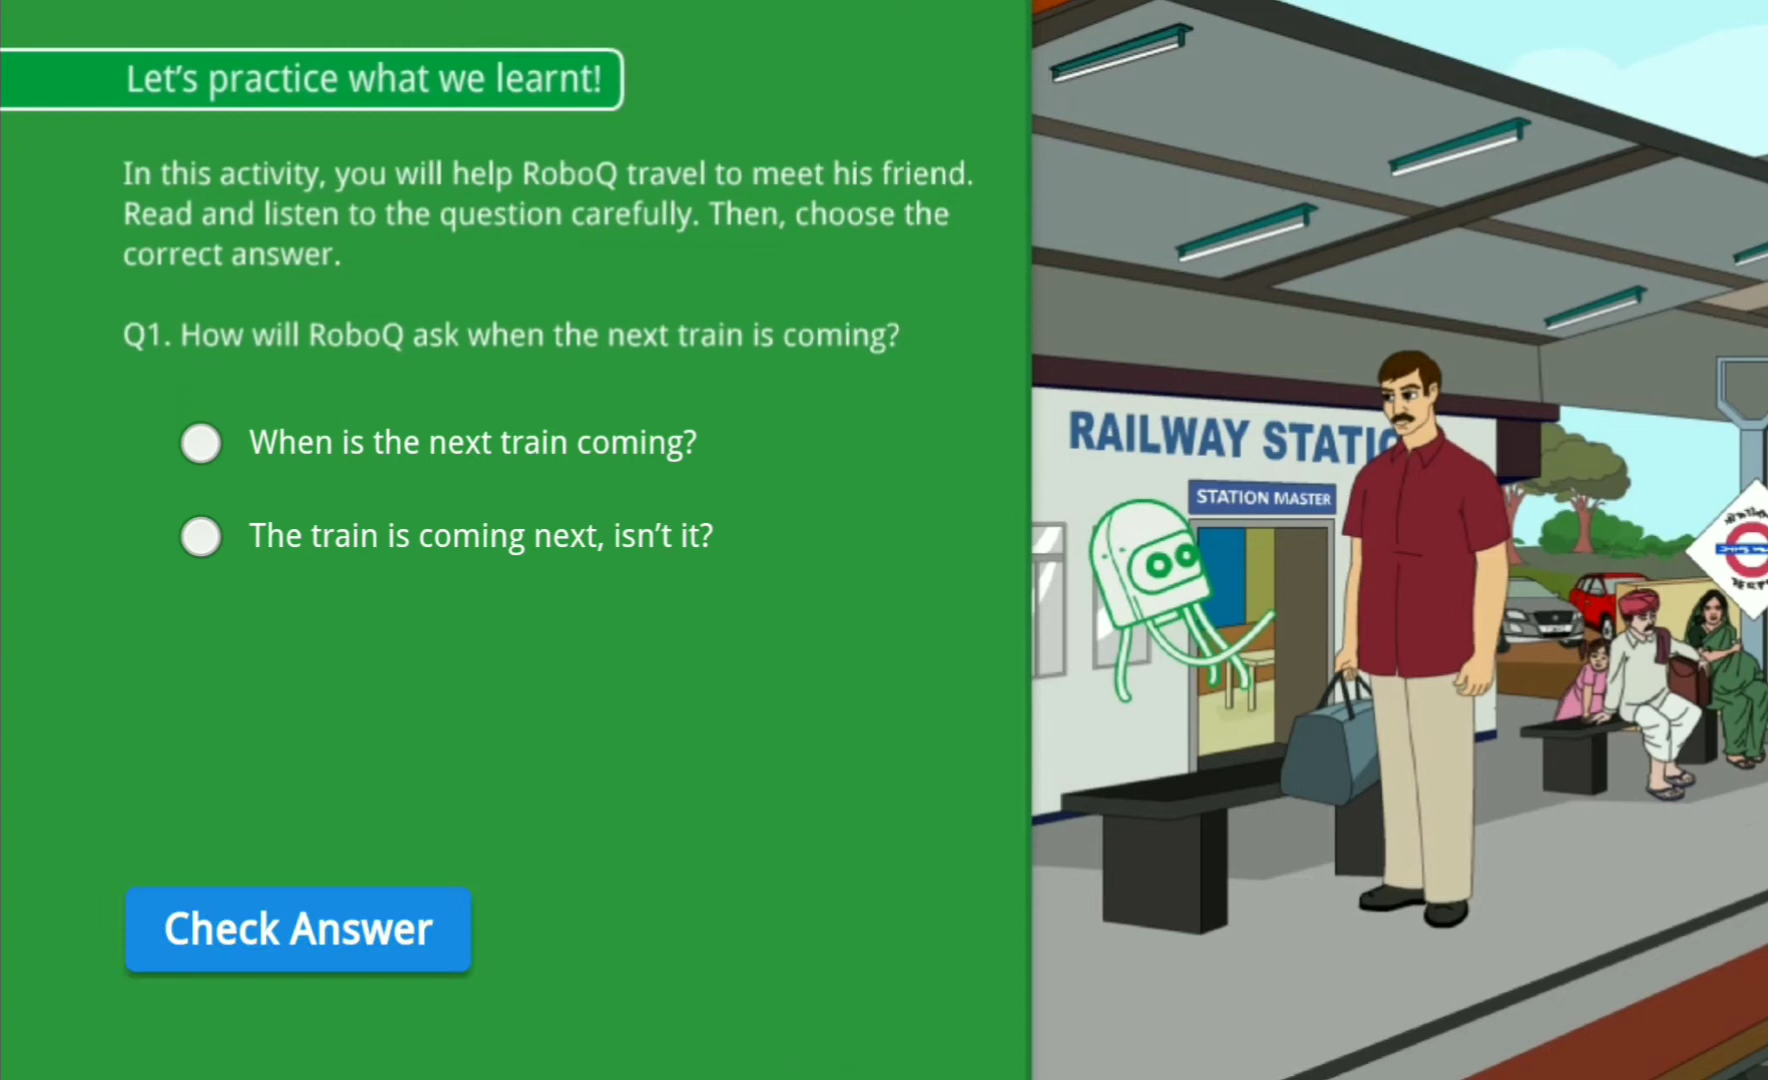 Let’s practice what we learnt!
In this activity, you will help RoboQ travel to meet his friend.
Read and listen to the question carefully. Then, choose the
correct answer.
Q1. How will RoboQ ask when the next train is coming?
When is the next train coming?
The train is coming next, isn’t it?
Check Answer
RAILWAY STATIO
STATION MASTER